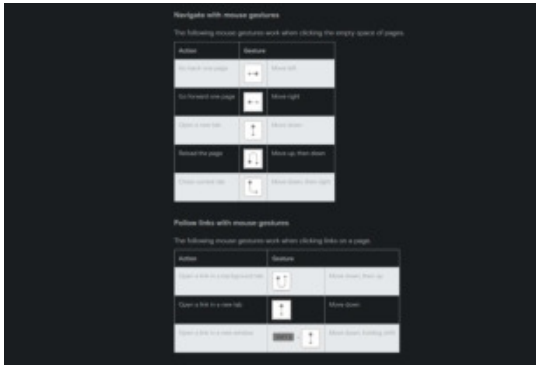 Navigate with mouse gestures
The following mouse gestures work when clicking the empty space of pages.
Action Gesture
Go back one page Move left
Go forward one page Move right
Open a new tab Move down
Reload the page Move up, then down
Close current tab Move down, then right
Follow links with mouse gestures
The following mouse gestures work when clicking links on a page.
Action Gesture
Open a link in a background tab Move down, then up
Open a link in a new tab Move down
Open a link in a new window Move down, holding shift